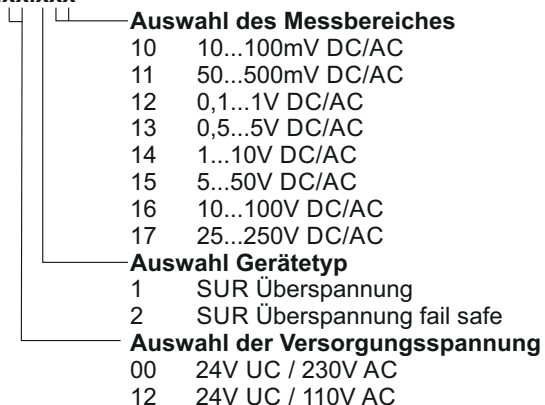 Auswahl des Messbereiches
10 10...100mV DC/AC
11 50...500mV DC/AC
12 0,1...1V DC/AC
13 0,5...5V DC/AC
14 1...10V DC/AC
15 5...50V DC/AC
16 10...100V DC/AC
17 25...250V DC/AC
Auswahl Gerätetyp
1 SUR Überspannung
2 SUR Überspannung fail safe
Auswahl der Versorgungsspannung
00 24V UC / 230V AC
12 24V UC / 110V AC